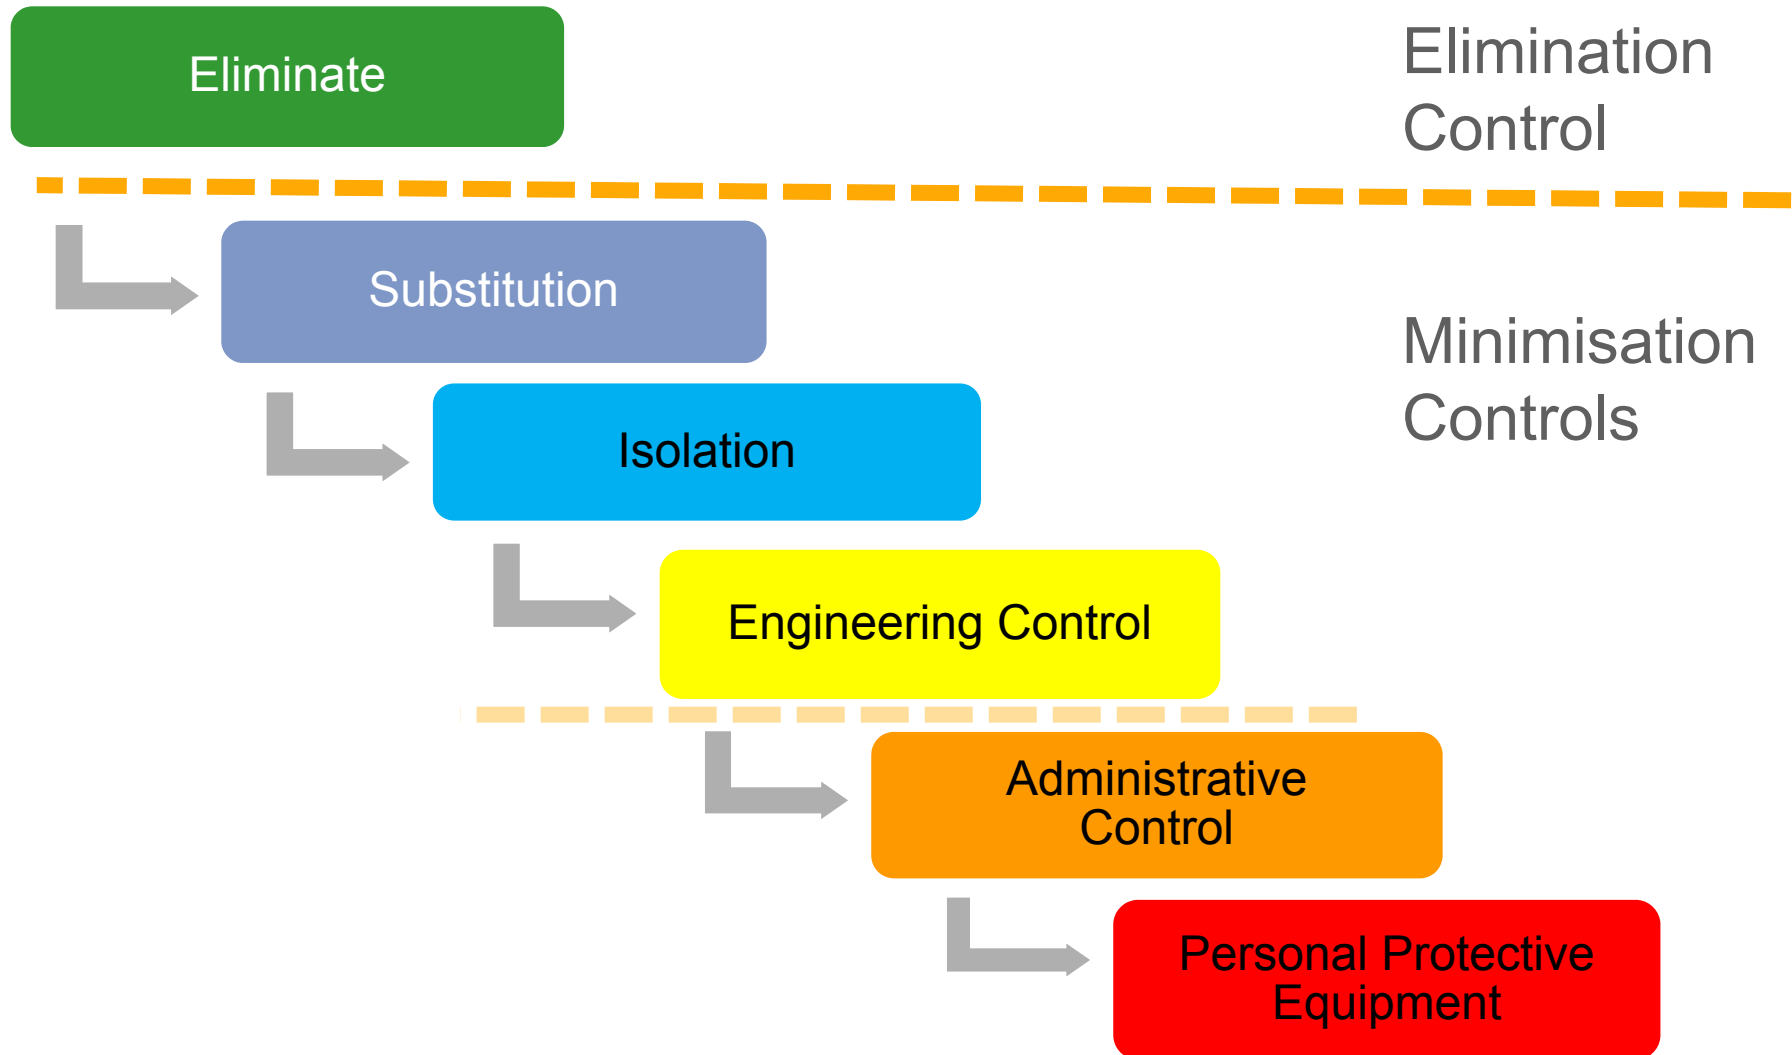 Eliminate
Elimination
Control
Substitution
Minimisation
Controls
Isolation
Engineering Control
Administrative
Control
Personal Protective
Equipment